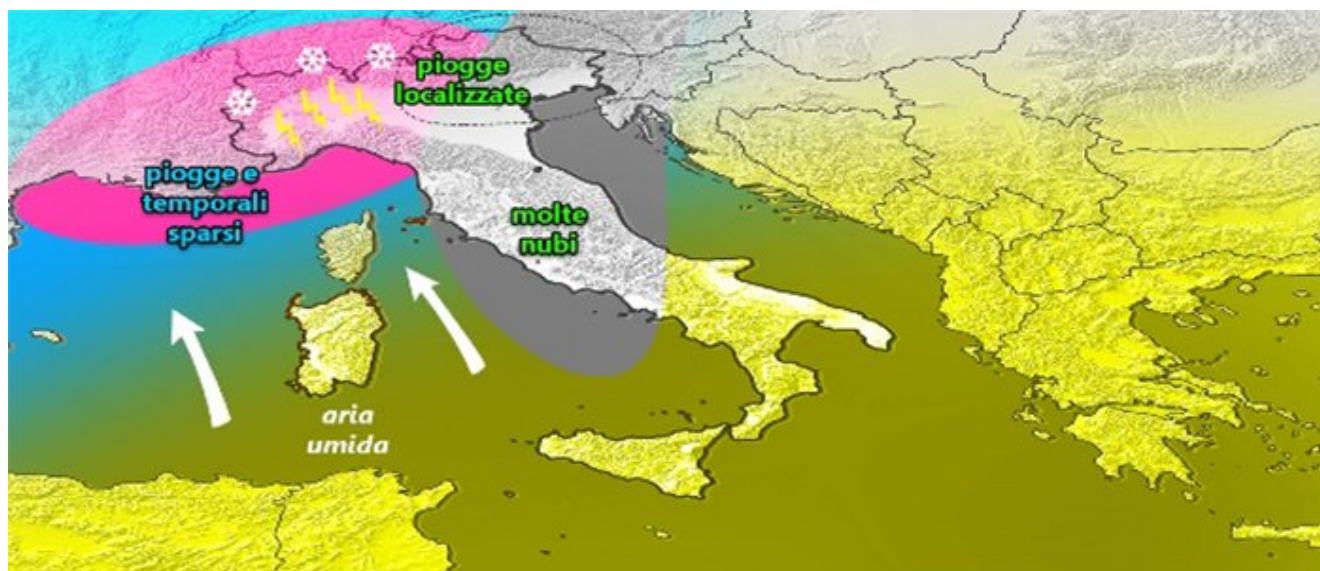 piogge
localizzate
piogge e
temporali
sparsi
molte
nubi
aria
umida